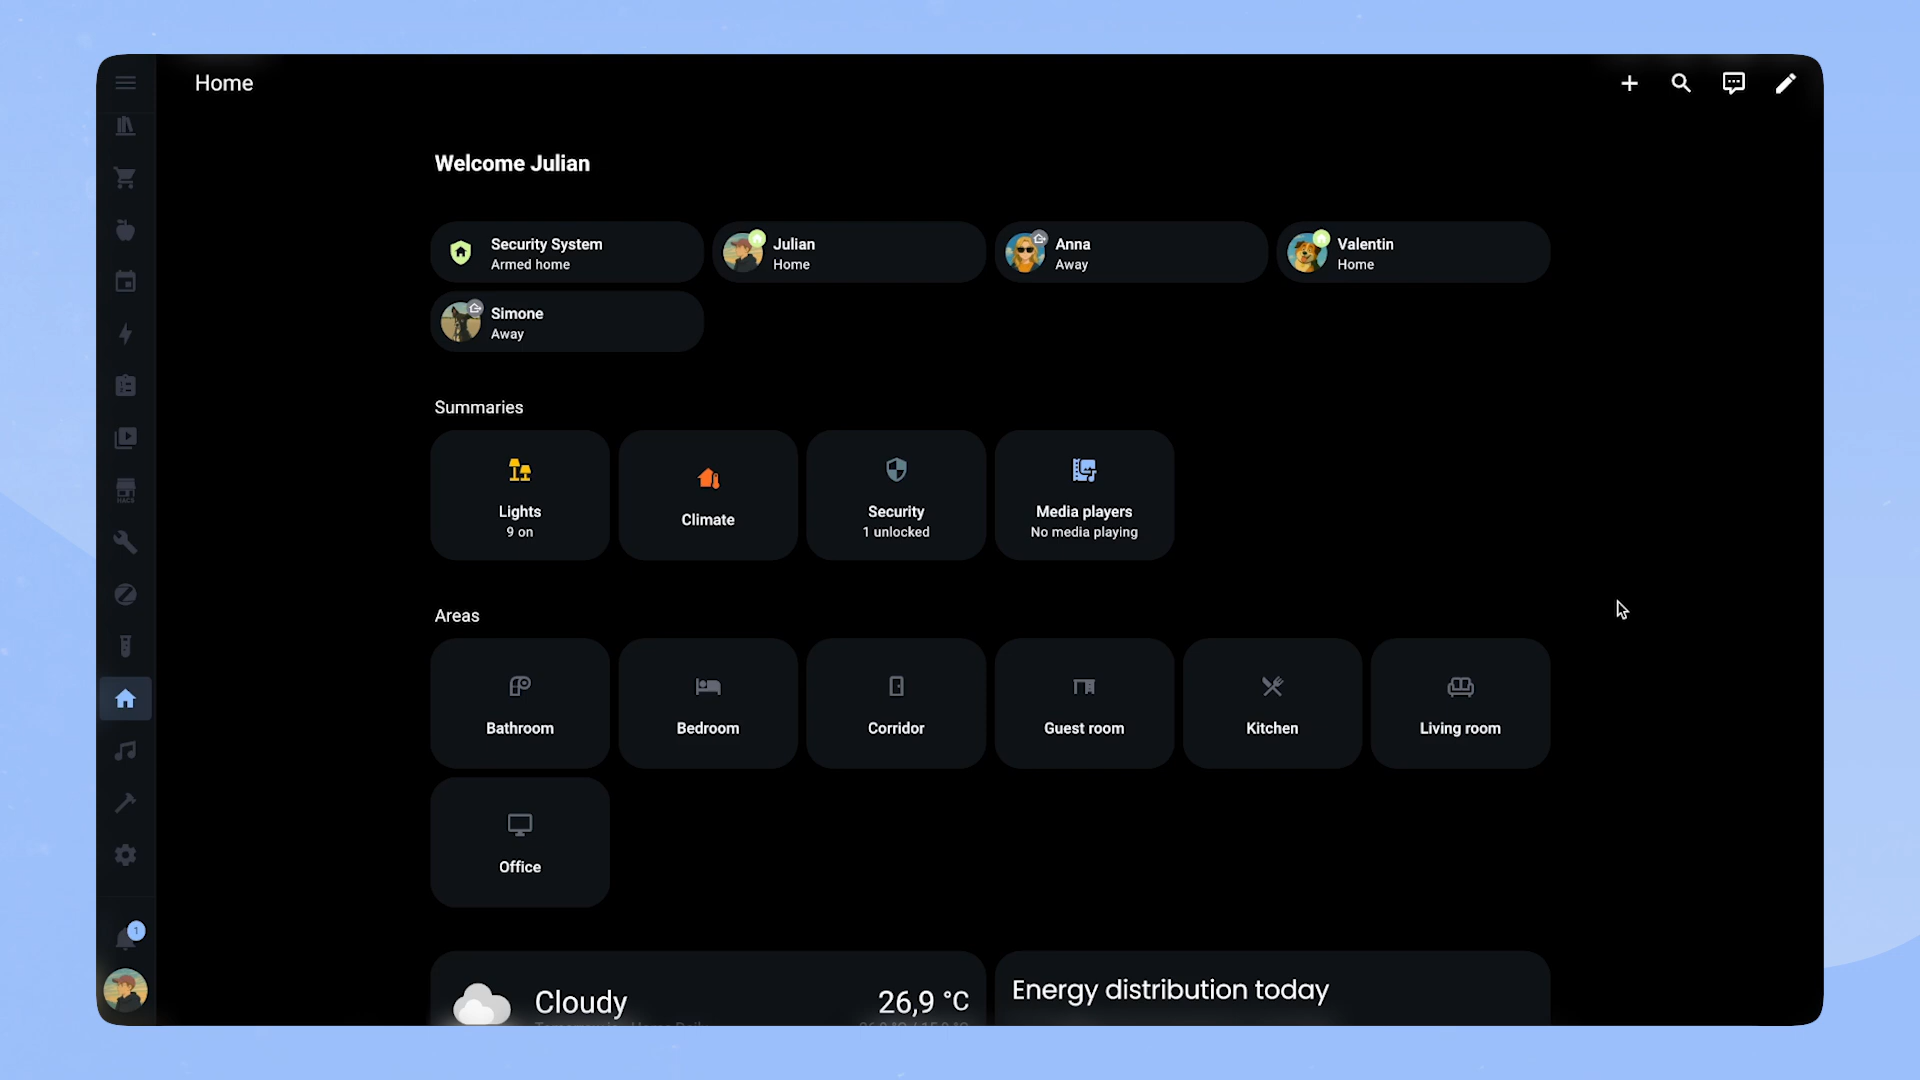 Home
Welcome Julian
Security System
Armed home
Julian
Home
Anna
Away
Valentin
Home
Simone
Away
Summaries
Lights
9 on
Climate
Security
1 unlocked
Media players
No media playing
Areas
Bathroom
Bedroom
Corridor
Guest room
Kitchen
Living room
Office
HACS
1
Cloudy
26,9 °C
Energy distribution today